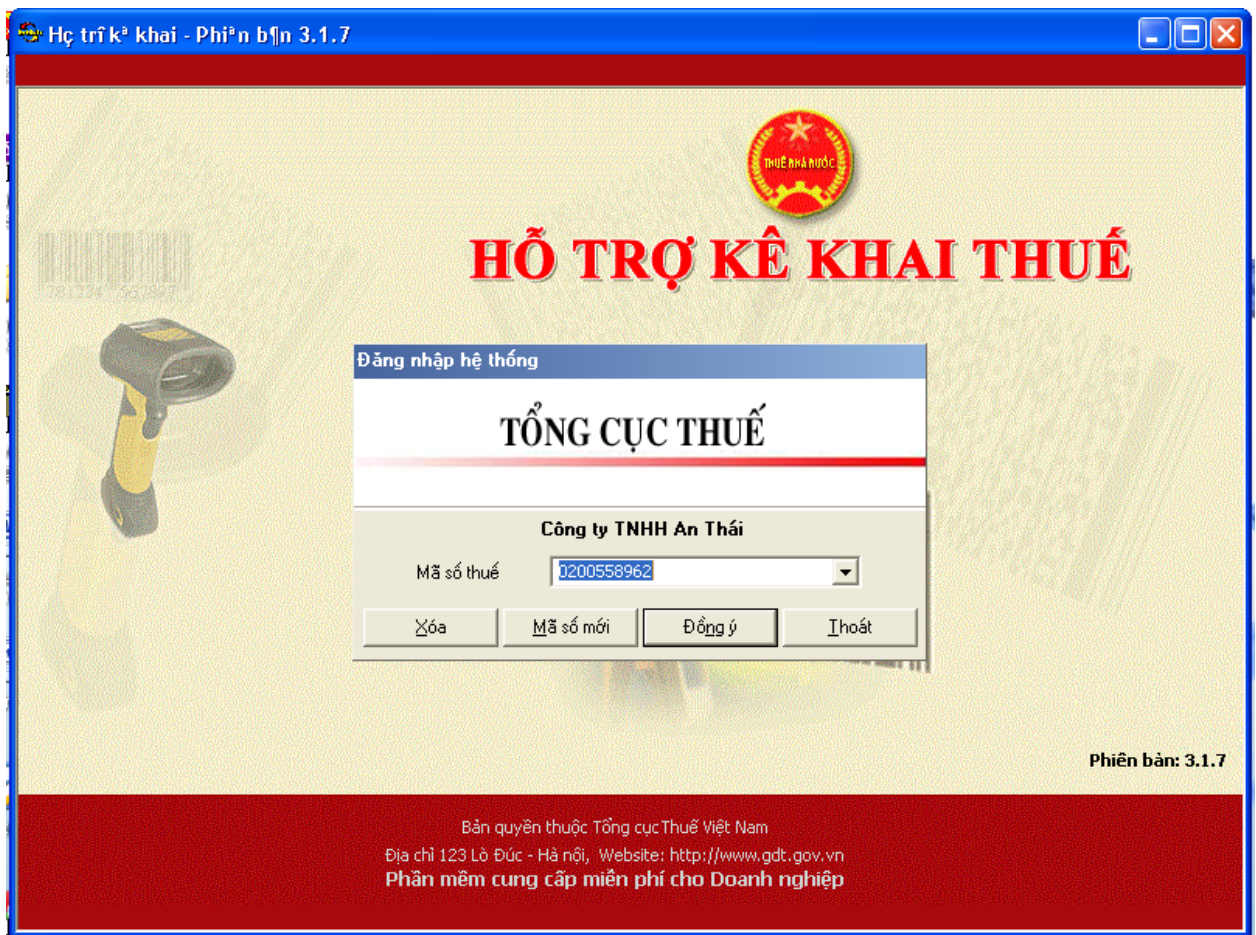 Hç trî kª khai - Phiªn b¶n 3.1.7
THUẾ NHÀ NƯỚC
HỖ TRỢ KÊ KHAI THUẾ
Đăng nhập hệ thống
TỔNG CỤC THUẾ
Công ty TNHH An Thái
Mã số thuế
0200558962
Xóa
Mã số mới
Đồng ý
Thoát
Phiên bản: 3.1.7
Bản quyền thuộc Tổng cục Thuế Việt Nam
Địa chỉ 123 Lò Đúc - Hà nội, Website: http://www.gdt.gov.vn
Phần mềm cung cấp miễn phí cho Doanh nghiệp